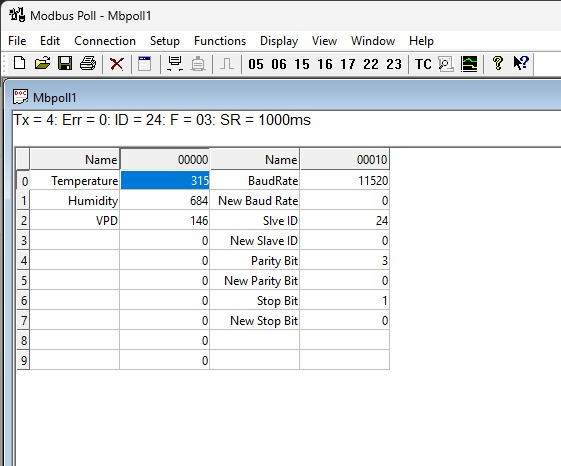 Modbus Poll - Mbpoll1
File Edit Connection Setup Functions Display View Window Help
05 06 15 16 17 22 23 TC
Mbpoll1
Tx = 4: Err = 0: ID = 24: F = 03: SR = 1000ms
Name 00000 Name 00010
0 Temperature 315 BaudRate 11520
1 Humidity 684 New Baud Rate 0
2 VPD 146 Slve ID 24
3 0 New Slave ID 0
4 0 Parity Bit 3
5 0 New Parity Bit 0
6 0 Stop Bit 1
7 0 New Stop Bit 0
8 0
9 0